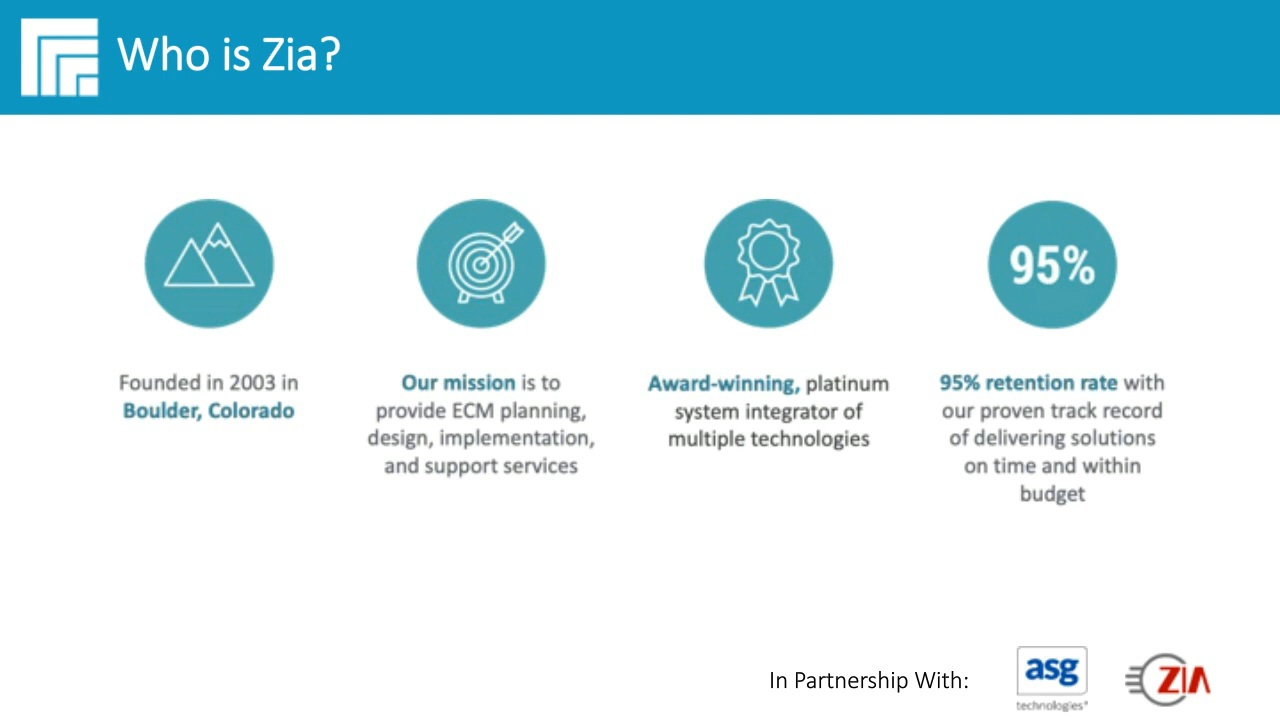 Who is Zia?
95%
Founded in 2003 in
Boulder, Colorado
Our mission is to
provide ECM planning,
design, implementation,
and support services
Award-winning, platinum
system integrator of
multiple technologies
95% retention rate with
our proven track record
of delivering solutions
on time and within
budget
In Partnership With:
asg
technologies®
ZIA